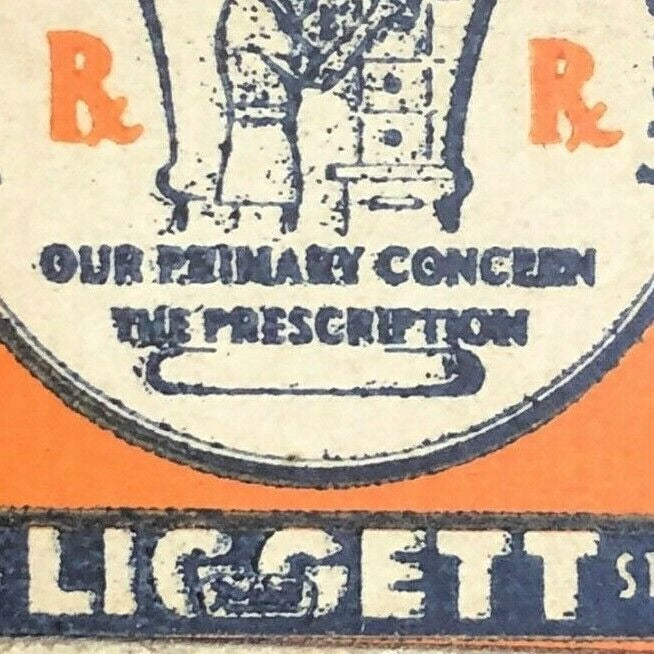 ℞ ℞
OUR PRIMARY CONCERN
THE PRESCRIPTION
LIGGETT